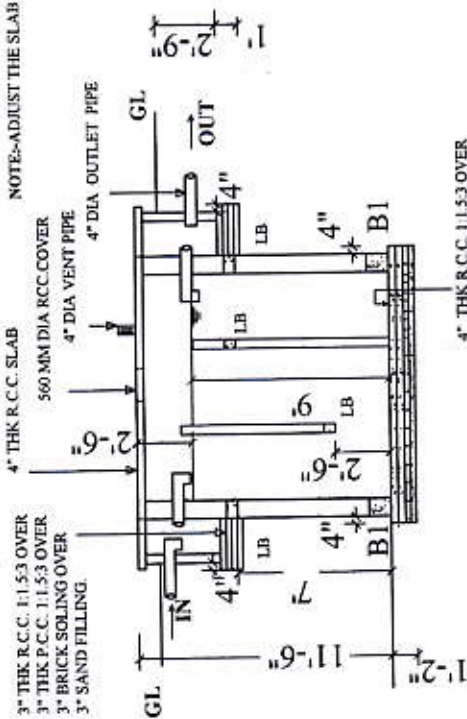 NOTE:-ADJUST THE SLAB
4" THK R.C.C. SLAB
560 MM DIA RCC.COVER
4" DIA VENT PIPE
4" DIA OUTLET PIPE
3" THK R.C.C. 1:1.5:3 OVER
3" THK P.C.C. 1:1.5:3 OVER
3" BRICK SOLING OVER
3" SAND FILLING.
GL
GL
IN
OUT
2'-9"
1'
2'-6"
4"
4"
LB
LB
LB
LB
9'
2'-6"
7'
11'-6"
1'-2"
4"
4"
B1
B1
4" THK R.C.C. 1:1.5:3 OVER